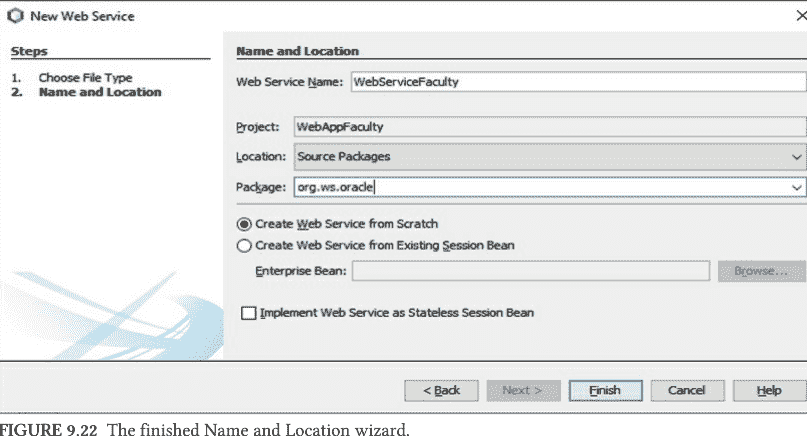 New Web Service
Steps
1. Choose File Type
2. Name and Location
Name and Location
Web Service Name: WebServiceFaculty
Project: WebAppFaculty
Location: Source Packages
Package: org.ws.oracle
Create Web Service from Scratch
Create Web Service from Existing Session Bean
Enterprise Bean:
Browse...
Implement Web Service as Stateless Session Bean
< Back Next > Finish Cancel Help
FIGURE 9.22 The finished Name and Location wizard.